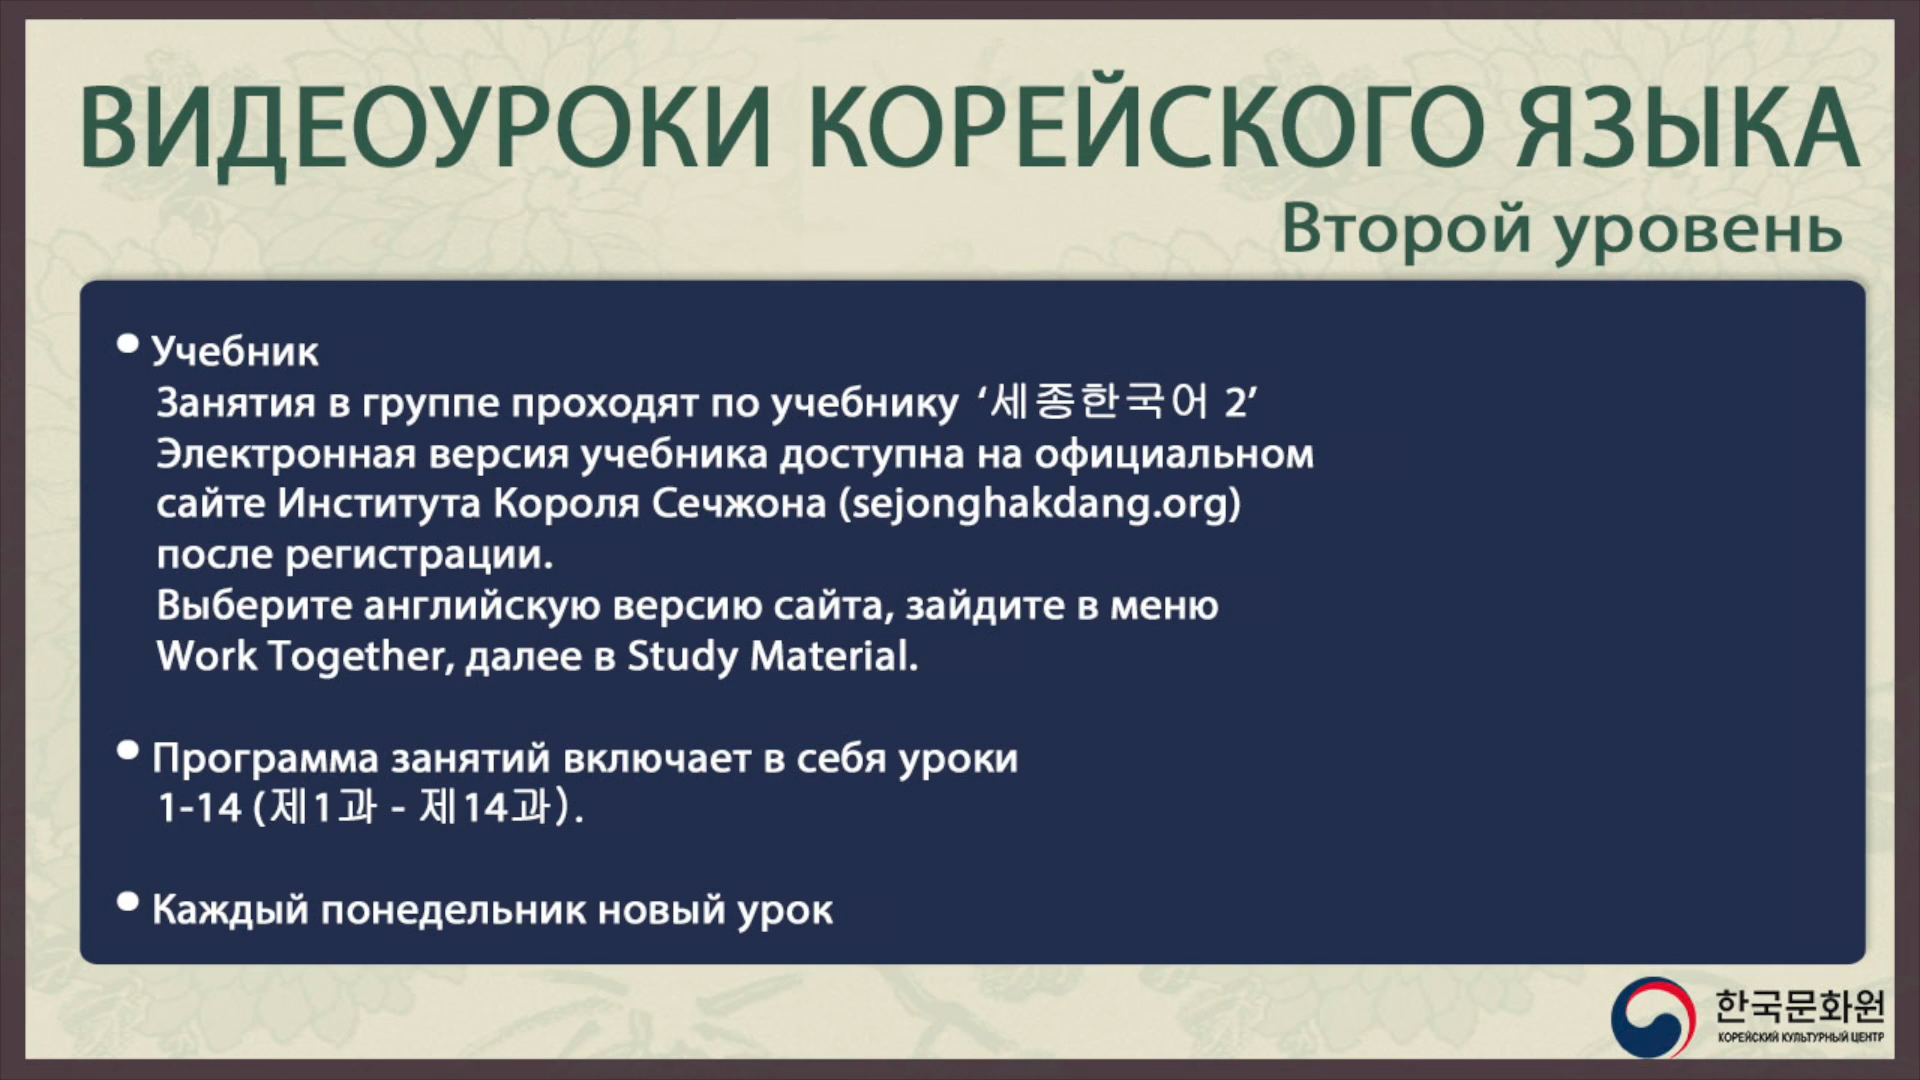 ВИДЕОУРОКИ КОРЕЙСКОГО ЯЗЫКА
Второй уровень
• Учебник
Занятия в группе проходят по учебнику ‘세종한국어 2’
Электронная версия учебника доступна на официальном
сайте Института Короля Сечжона (sejonghakdang.org)
после регистрации.
Выберите английскую версию сайта, зайдите в меню
Work Together, далее в Study Material.
• Программа занятий включает в себя уроки
1-14 (제1과 - 제14과).
• Каждый понедельник новый урок
한국문화원
КОРЕЙСКИЙ КУЛЬТУРНЫЙ ЦЕНТР